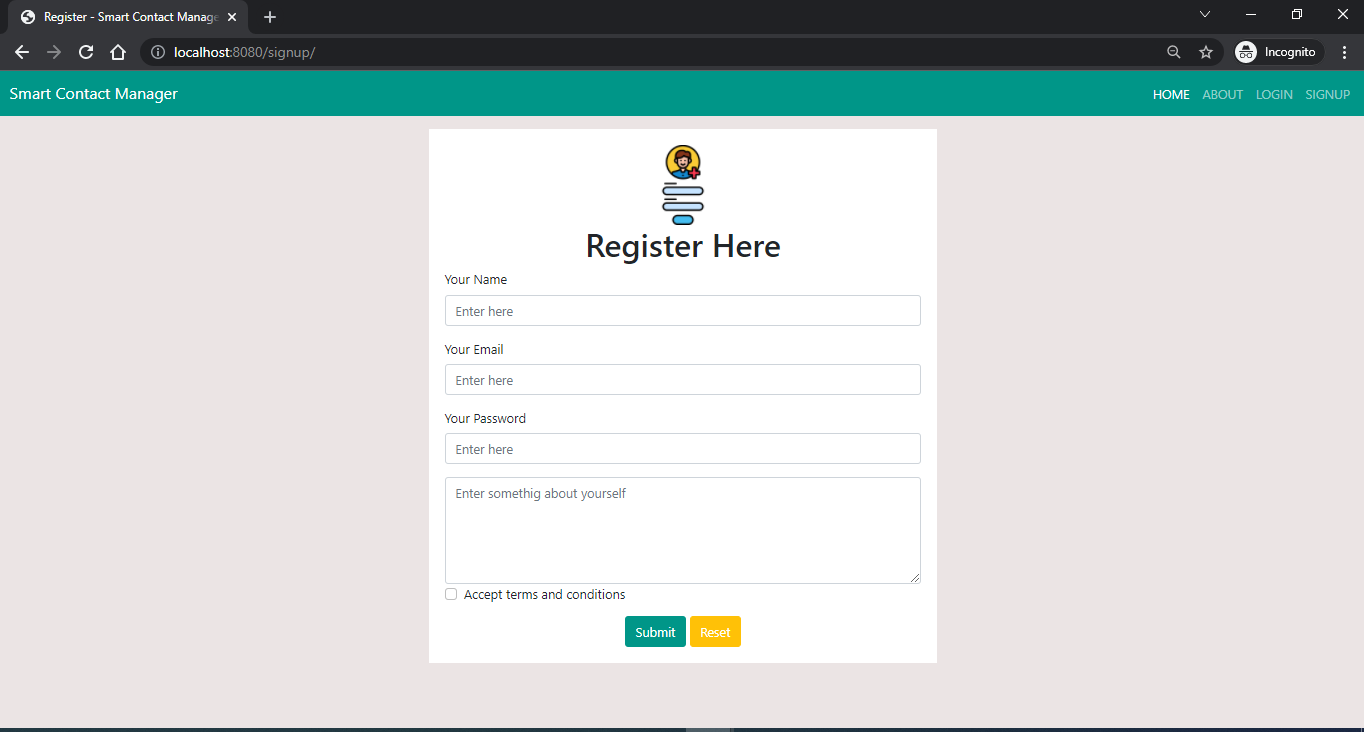 Register - Smart Contact Manage
Incognito
localhost:8080/signup/
Smart Contact Manager
HOME ABOUT LOGIN SIGNUP
Register Here
Your Name
Enter here
Your Email
Enter here
Your Password
Enter here
Enter somethig about yourself
Accept terms and conditions
Submit Reset